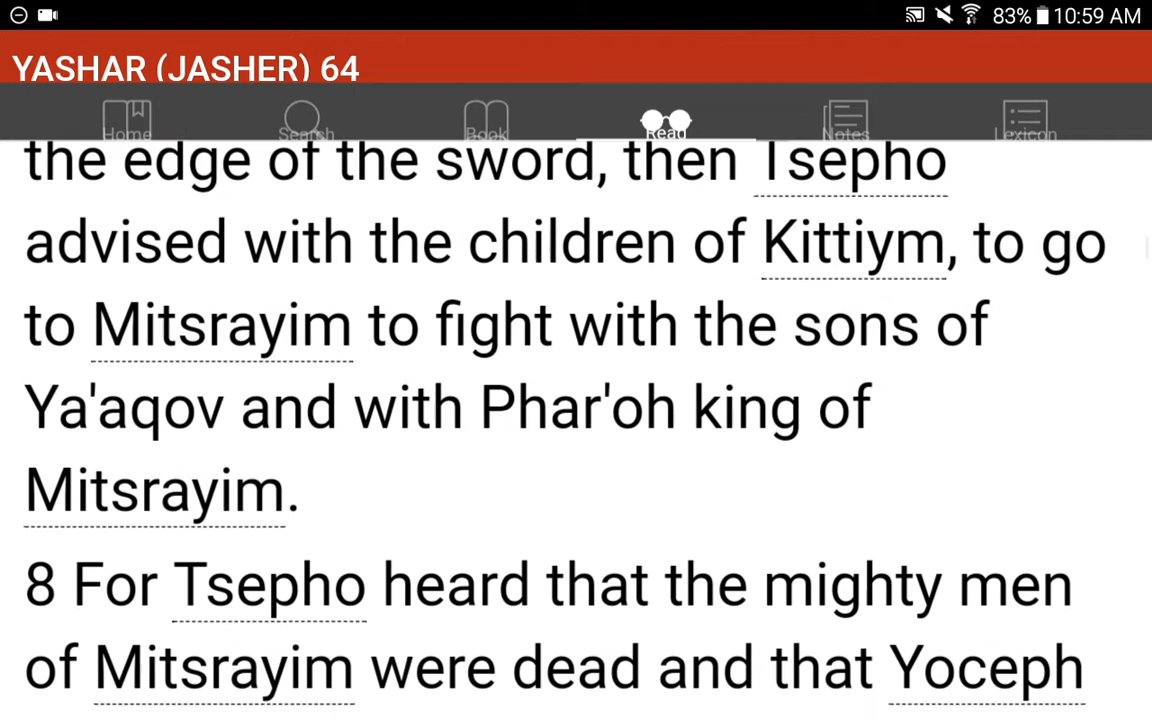 83% 10:59 AM
YASHAR (JASHER) 64
Home Search Book Read Notes Lexicon
the edge of the sword, then Tsepho
advised with the children of Kittiym, to go
to Mitsrayim to fight with the sons of
Ya'aqov and with Phar'oh king of
Mitsrayim.
8 For Tsepho heard that the mighty men
of Mitsrayim were dead and that Yoceph